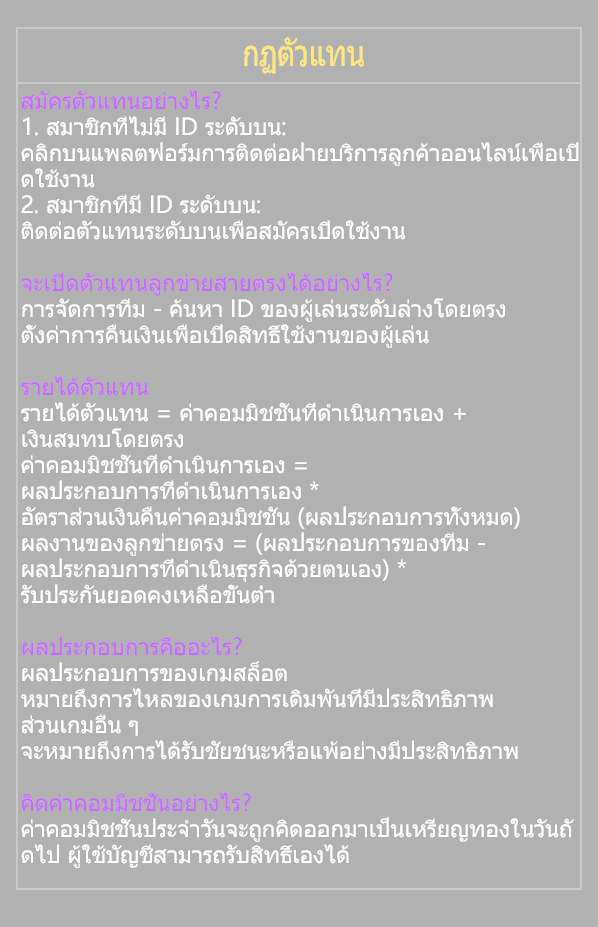 กฏตัวแทน
สมัครตัวแทนอย่างไร?
1. สมาชิกที่ไม่มี ID ระดับบน:
คลิกบนแพลตฟอร์มการติดต่อฝ่ายบริการลูกค้าออนไลน์เพื่อเปิ
ดใช้งาน
2. สมาชิกที่มี ID ระดับบน:
ติดต่อตัวแทนระดับบนเพื่อสมัครเปิดใช้งาน
จะเปิดตัวแทนลูกข่ายสายตรงได้อย่างไร?
การจัดการทีม - ค้นหา ID ของผู้เล่นระดับล่างโดยตรง
ตั้งค่าการคืนเงินเพื่อเปิดสิทธิ์ใช้งานของผู้เล่น
รายได้ตัวแทน
รายได้ตัวแทน = ค่าคอมมิชชั่นที่ดำเนินการเอง +
เงินสมทบโดยตรง
ค่าคอมมิชชั่นที่ดำเนินการเอง =
ผลประกอบการที่ดำเนินการเอง *
อัตราส่วนเงินคืนค่าคอมมิชชั่น (ผลประกอบการทั้งหมด)
ผลงานของลูกข่ายตรง = (ผลประกอบการของทีม -
ผลประกอบการที่ดำเนินธุรกิจด้วยตนเอง) *
รับประกันยอดคงเหลือขั้นต่ำ
ผลประกอบการคืออะไร?
ผลประกอบการของเกมสล็อต
หมายถึงการไหลของเกมการเดิมพันที่มีประสิทธิภาพ
ส่วนเกมอื่น ๆ
จะหมายถึงการได้รับชัยชนะหรือแพ้อย่างมีประสิทธิภาพ
คิดค่าคอมมิชชั่นอย่างไร?
ค่าคอมมิชชั่นประจำวันจะถูกคิดออกมาเป็นเหรียญทองในวันถั
ดไป ผู้ใช้บัญชีสามารถรับสิทธิ์เองได้